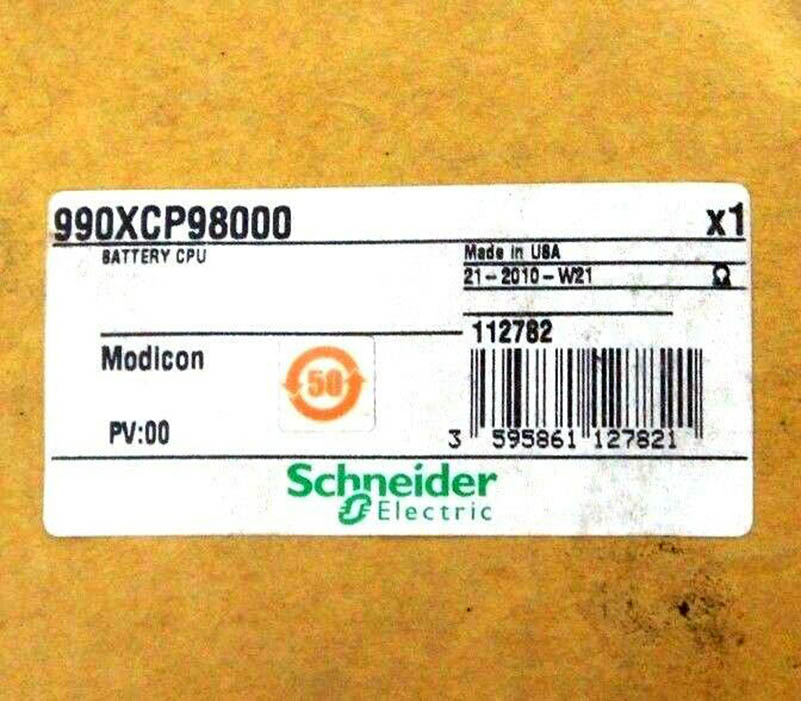 990XCP98000 x1
BATTERY CPU Made in USA
21-2010-W21 Ω
112782
Modicon
50
PV:00
3 595861 127821
Schneider
Electric